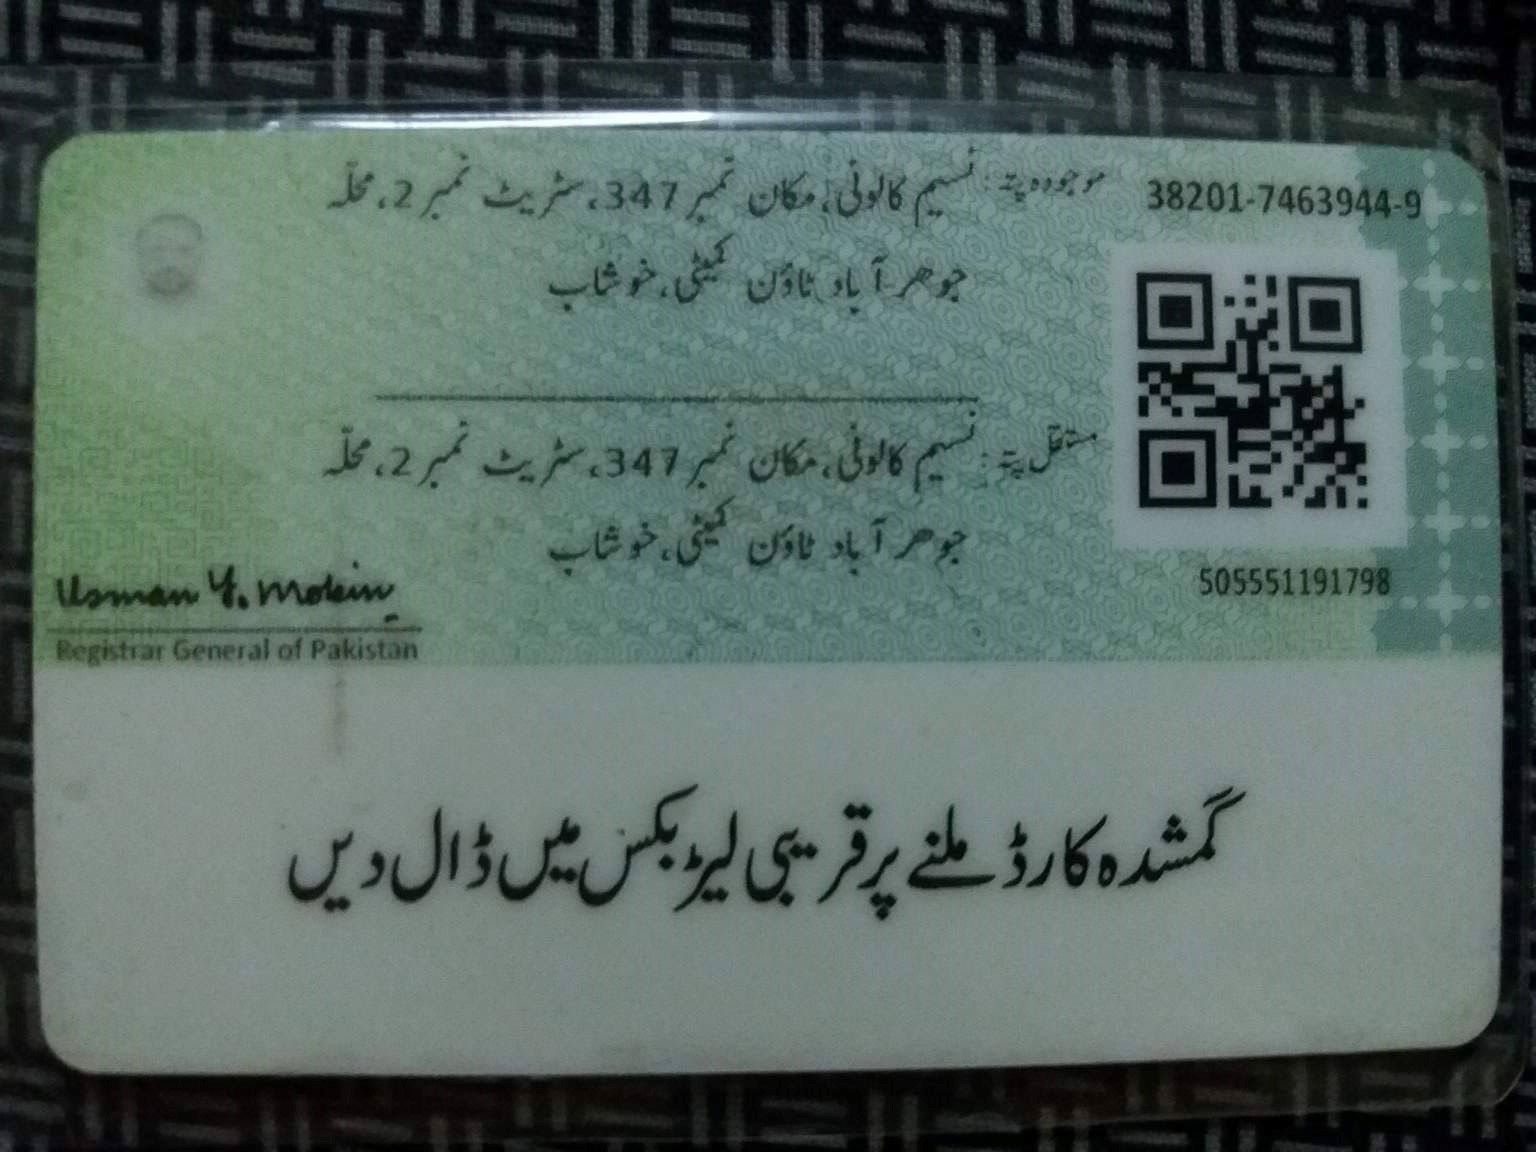 38201-7463944-9
موجودہ پتہ: نسیم کالونی، مکان نمبر 347، سٹریٹ نمبر 2، محلّہ
جوھر آباد ٹاؤن کمیٹی، خوشاب
مستقل پتہ: نسیم کالونی، مکان نمبر 347، سٹریٹ نمبر 2، محلّہ
جوھر آباد ٹاؤن کمیٹی، خوشاب
505551191798
Usman Y. Mobin
Registrar General of Pakistan
گمشدہ کارڈ ملنے پر قریبی لیٹر بکس میں ڈال دیں